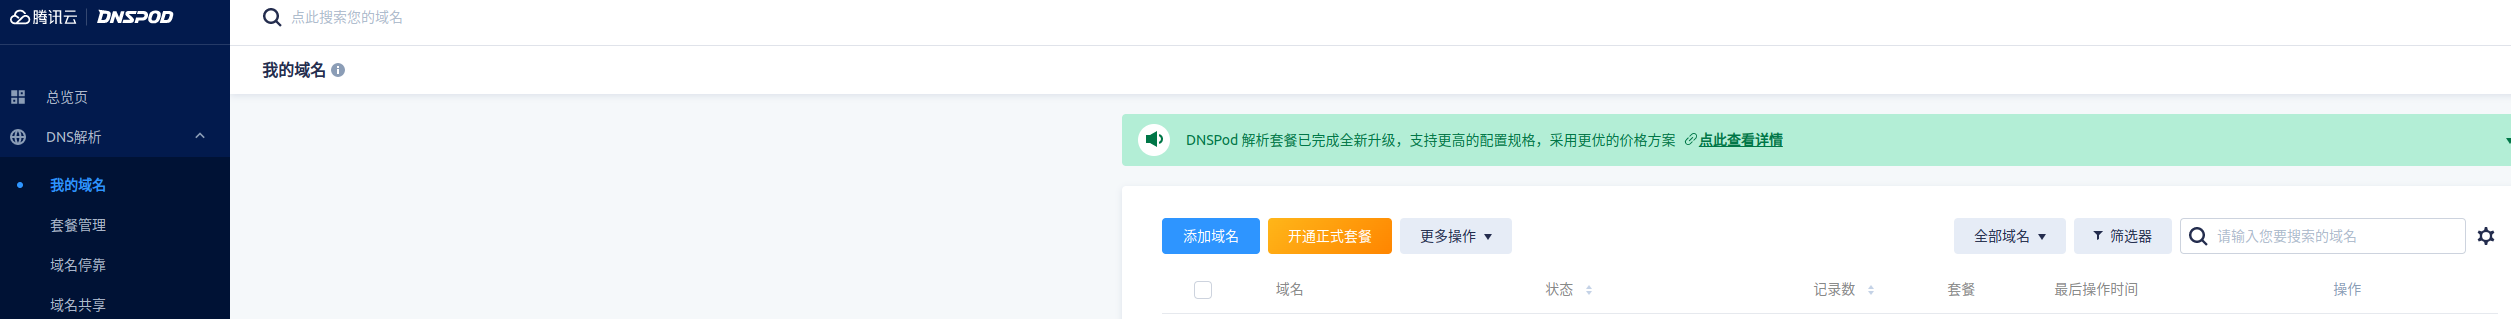 腾讯云 DNSPOD
点此搜索您的域名
我的域名
总览页
DNS解析
我的域名
套餐管理
域名停靠
域名共享
DNSPod 解析套餐已完成全新升级，支持更高的配置规格，采用更优的价格方案 点此查看详情
添加域名 开通正式套餐 更多操作 全部域名 筛选器 请输入您要搜索的域名
域名 状态 记录数 套餐 最后操作时间 操作